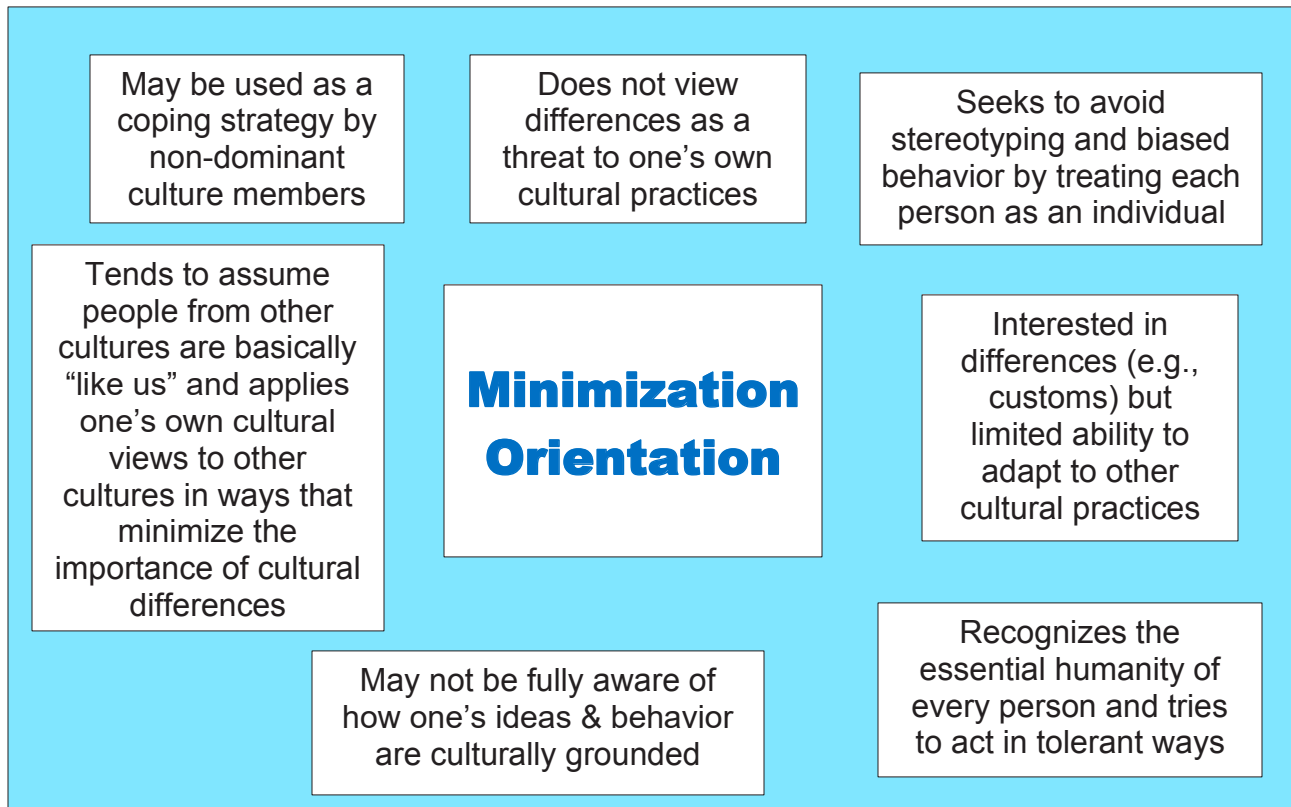 May be used as a
coping strategy by
non-dominant
culture members
Does not view
differences as a
threat to one’s own
cultural practices
Seeks to avoid
stereotyping and biased
behavior by treating each
person as an individual
Tends to assume
people from other
cultures are basically
“like us” and applies
one’s own cultural
views to other
cultures in ways that
minimize the
importance of cultural
differences
Minimization
Orientation
Interested in
differences (e.g.,
customs) but
limited ability to
adapt to other
cultural practices
May not be fully aware of
how one’s ideas & behavior
are culturally grounded
Recognizes the
essential humanity of
every person and tries
to act in tolerant ways